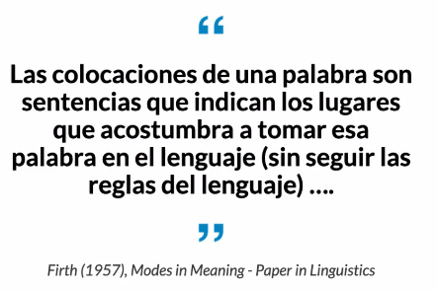 “
Las colocaciones de una palabra son
sentencias que indican los lugares
que acostumbra a tomar esa
palabra en el lenguaje (sin seguir las
reglas del lenguaje) ....
”
Firth (1957), Modes in Meaning - Paper in Linguistics